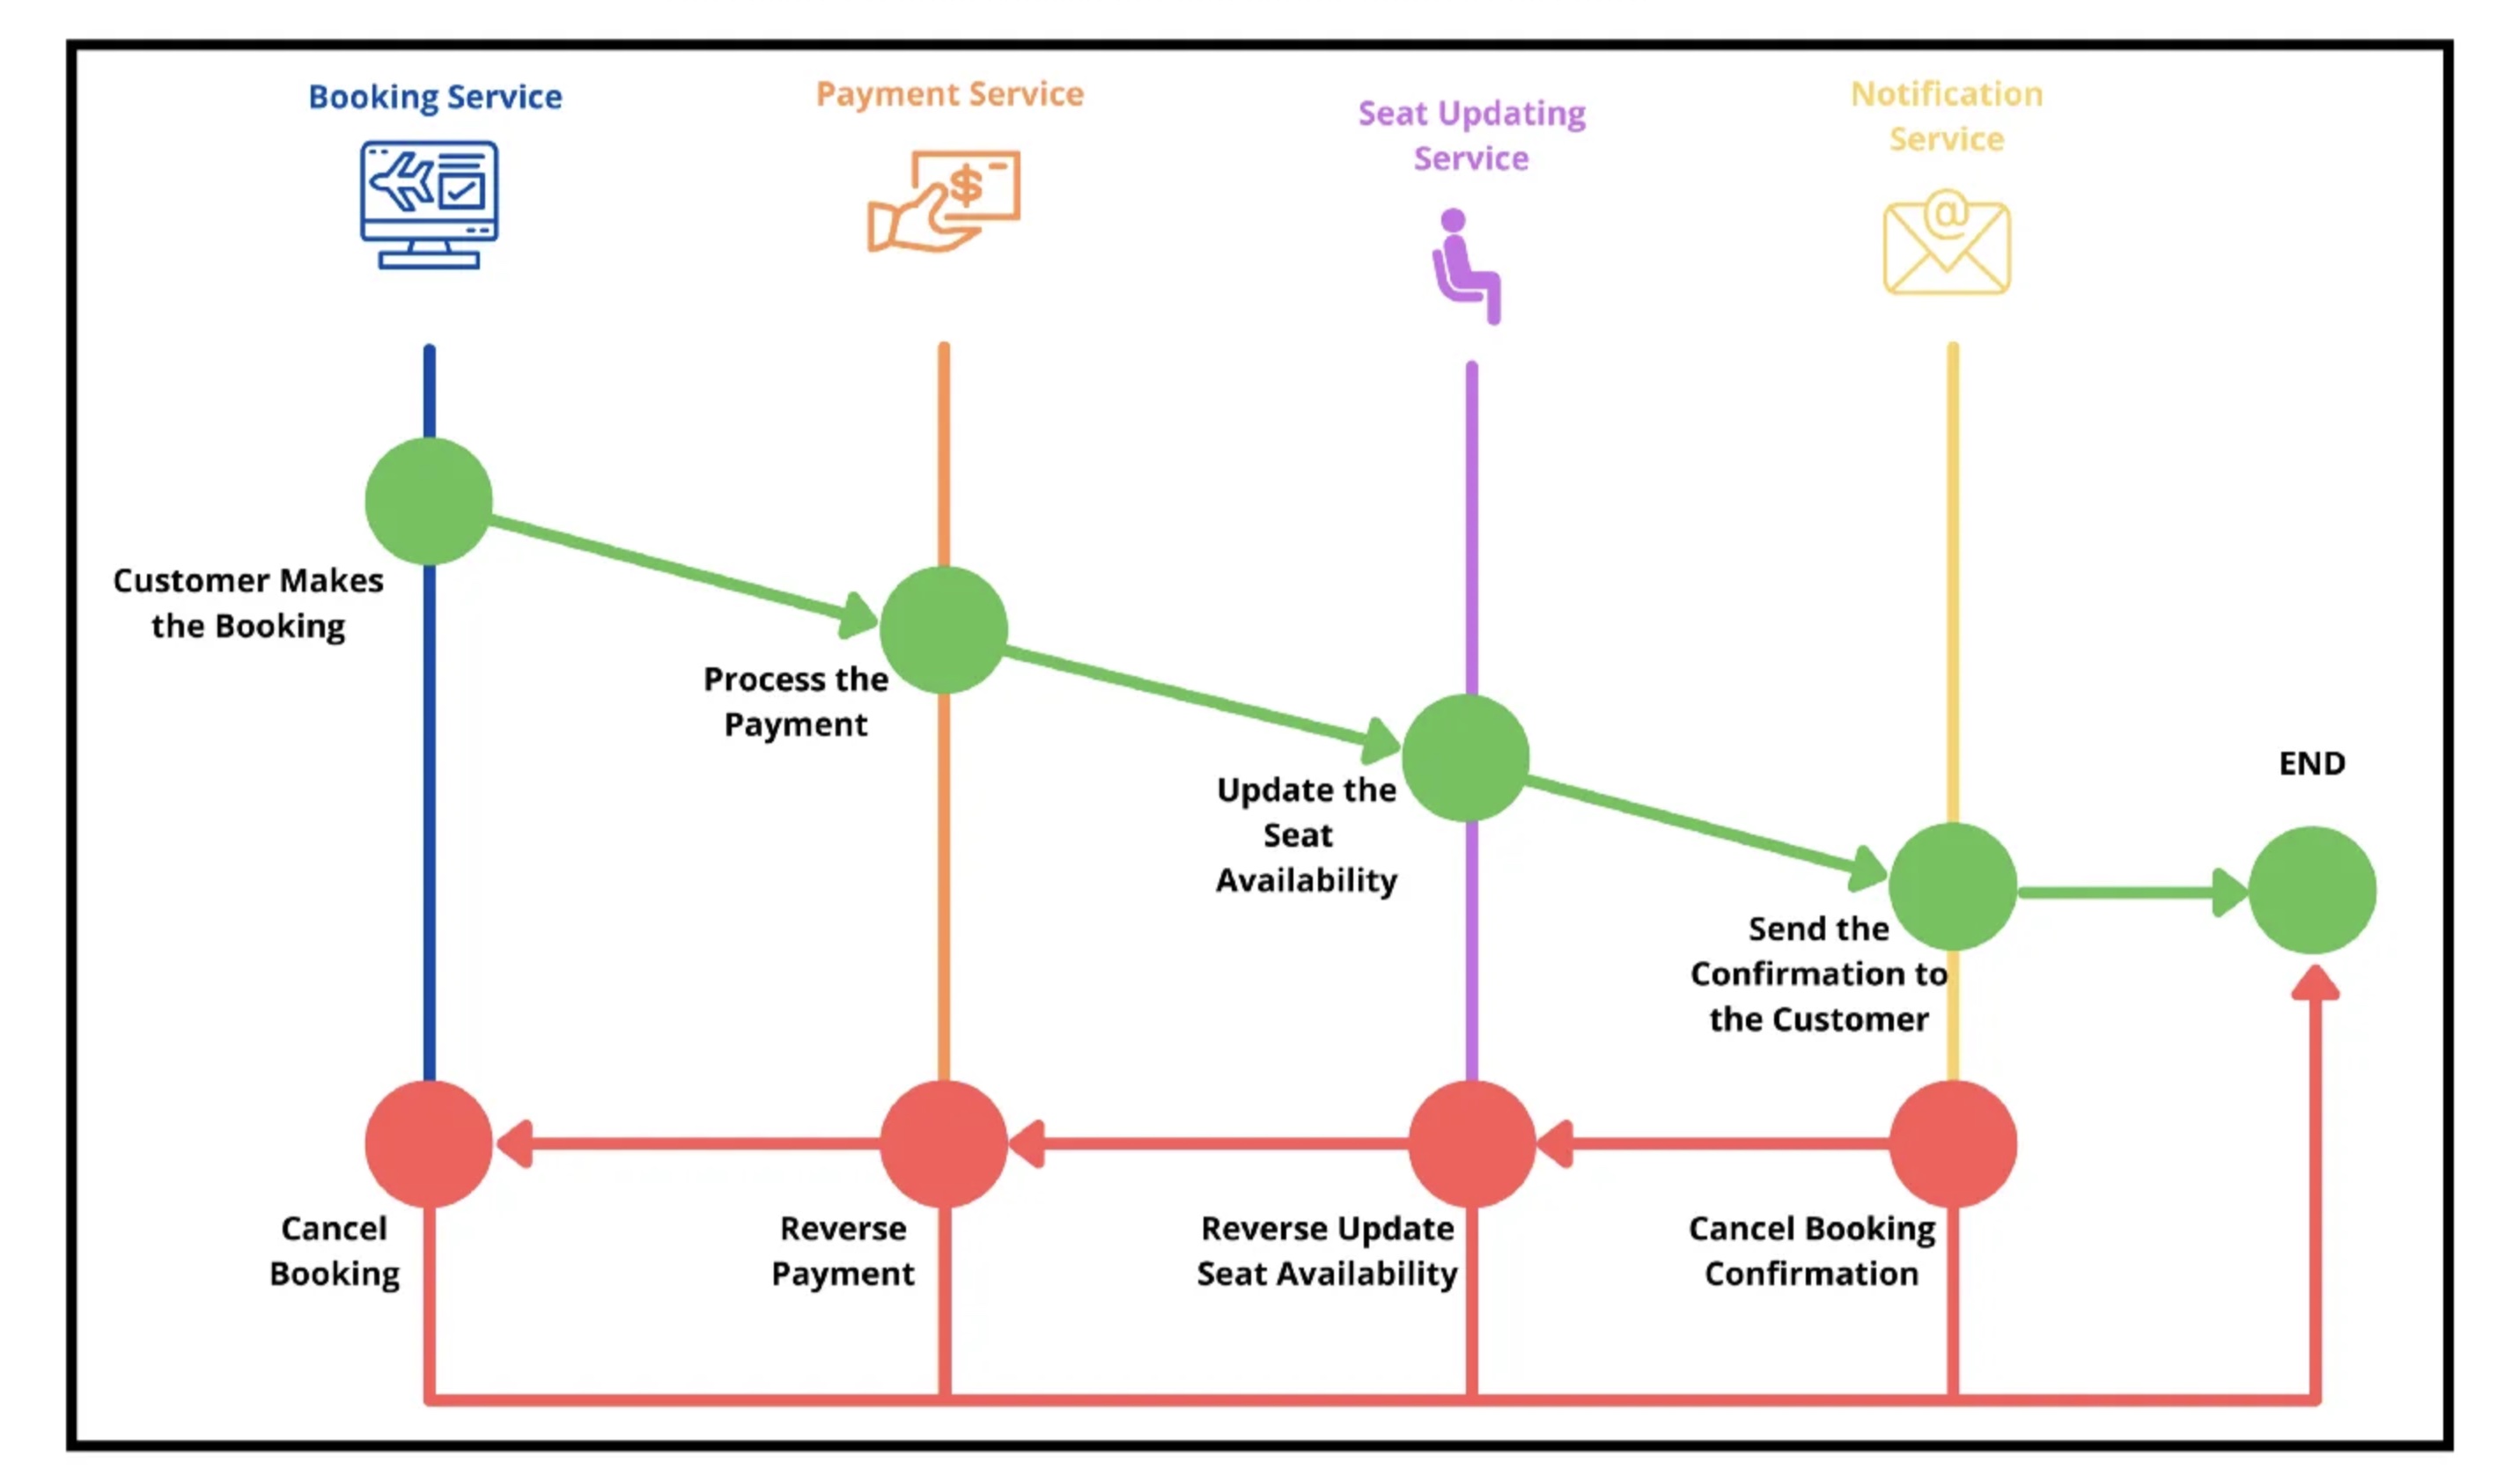 Booking Service
Payment Service
Seat Updating
Service
Notification
Service
$
@
Customer Makes
the Booking
Process the
Payment
Update the
Seat
Availability
Send the
Confirmation to
the Customer
END
Cancel
Booking
Reverse
Payment
Reverse Update
Seat Availability
Cancel Booking
Confirmation